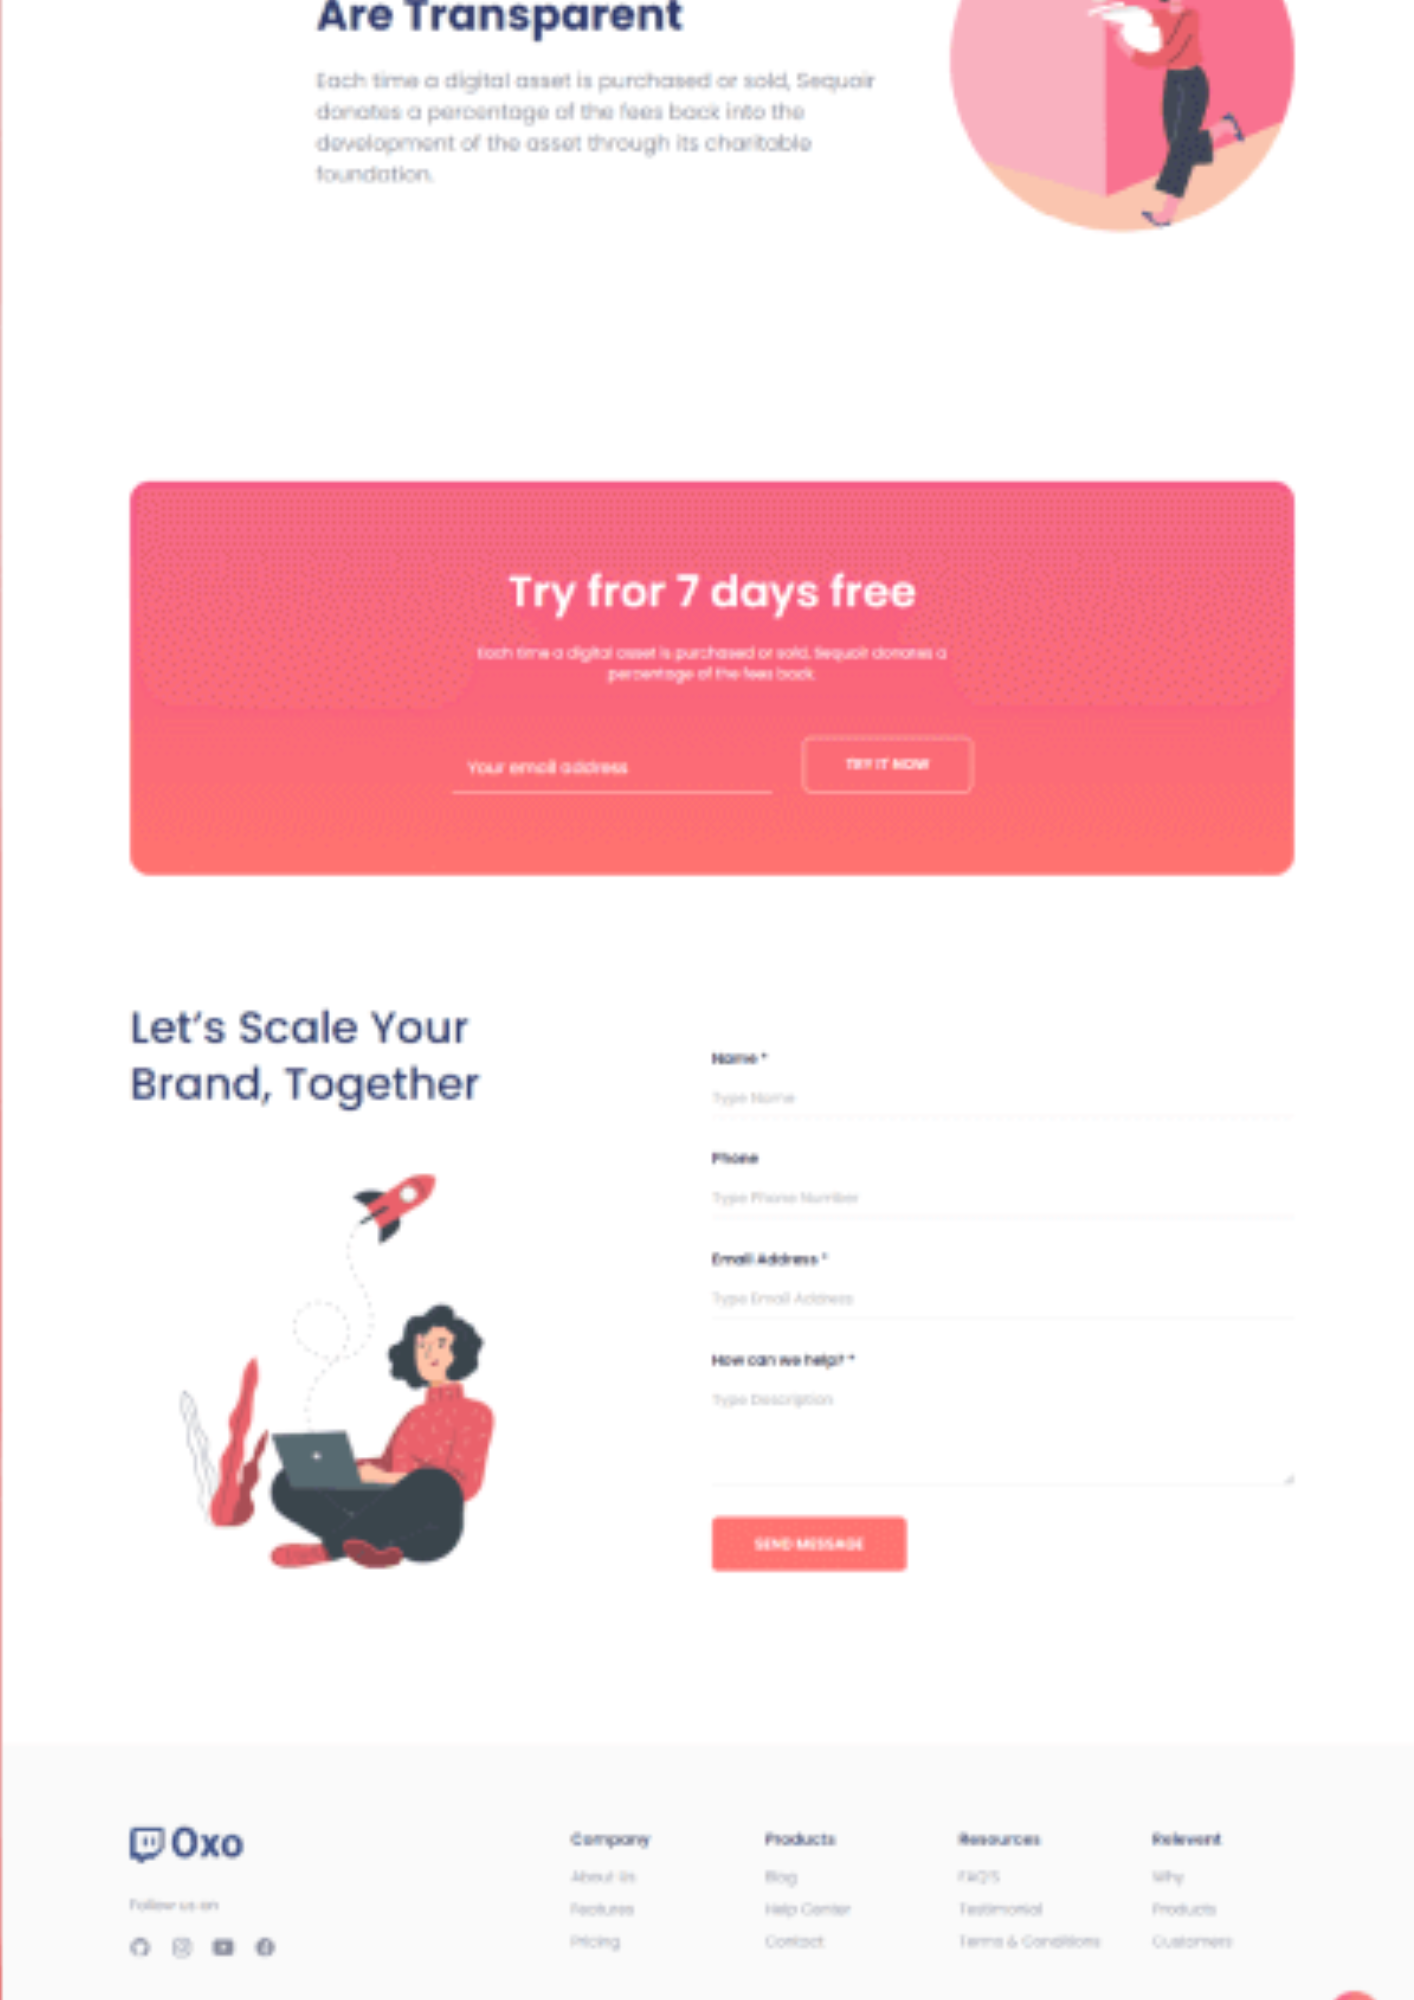 Are Transparent
Each time a digital asset is purchased or sold, Sequoir
donates a percentage of the fees back into the
development of the asset through its charitable
foundation.
Try fror 7 days free
Each time a digital asset is purchased or sold, Sequoir donates a
percentage of the fees back
Your email address
TRY IT NOW
Let's Scale Your
Brand, Together
Name *
Type Name
Phone
Type Phone Number
Email Address *
Type Email Address
How can we help? *
Type Description
SEND MESSAGE
Oxo
Follow us on
Company
About Us
Features
Pricing
Products
Blog
Help Center
Contact
Resources
FAQ'S
Testimonial
Terms & Conditions
Relevent
Why
Products
Customers